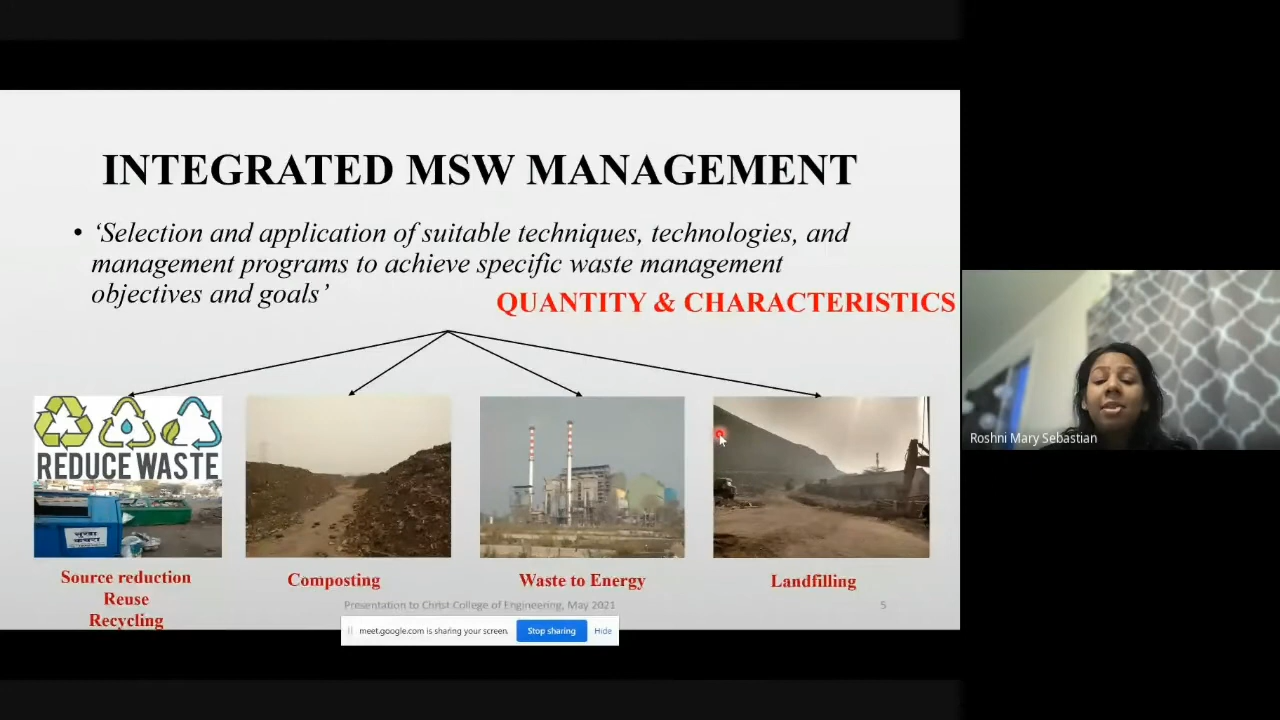 INTEGRATED MSW MANAGEMENT
• ‘Selection and application of suitable techniques, technologies, and
management programs to achieve specific waste management
objectives and goals’
QUANTITY & CHARACTERISTICS
REDUCE WASTE
सूखा
कचरा
Source reduction
Reuse
Recycling
Composting
Waste to Energy
Landfilling
Presentation to Christ College of Engineering, May 2021
5
meet.google.com is sharing your screen.
Stop sharing
Hide
Roshni Mary Sebastian